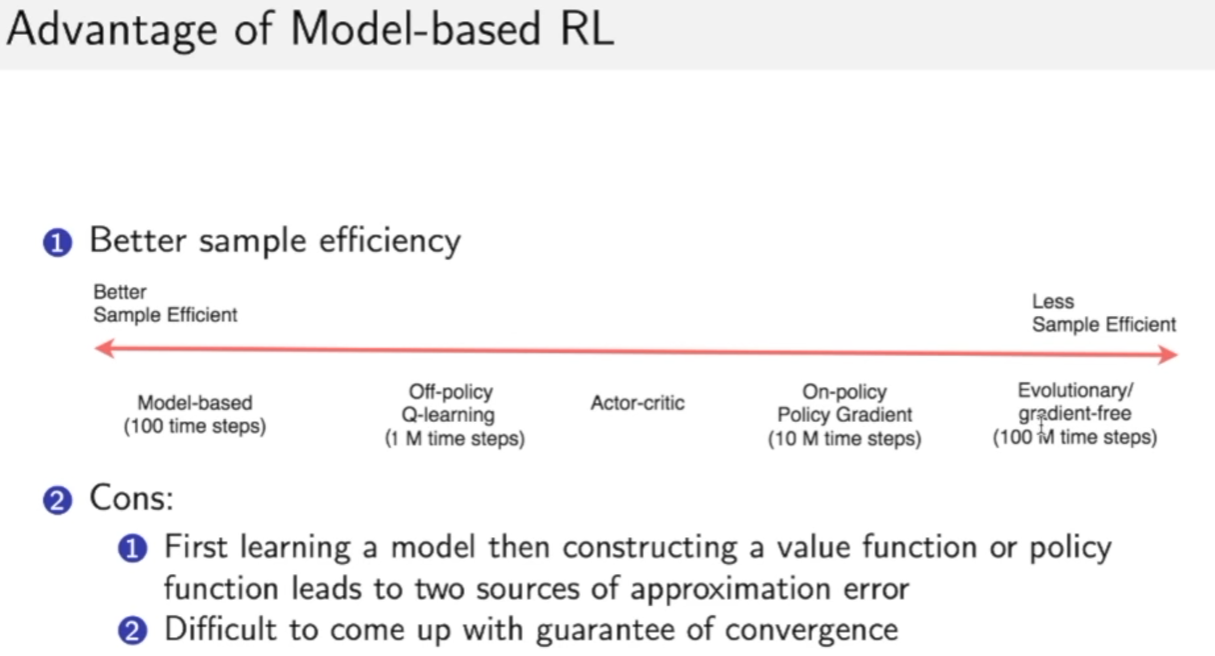 Advantage of Model-based RL
1 Better sample efficiency
Better
Sample Efficient
Less
Sample Efficient
Model-based
(100 time steps)
Off-policy
Q-learning
(1 M time steps)
Actor-critic
On-policy
Policy Gradient
(10 M time steps)
Evolutionary/
gradient-free
(100 M time steps)
2 Cons:
1 First learning a model then constructing a value function or policy
function leads to two sources of approximation error
2 Difficult to come up with guarantee of convergence